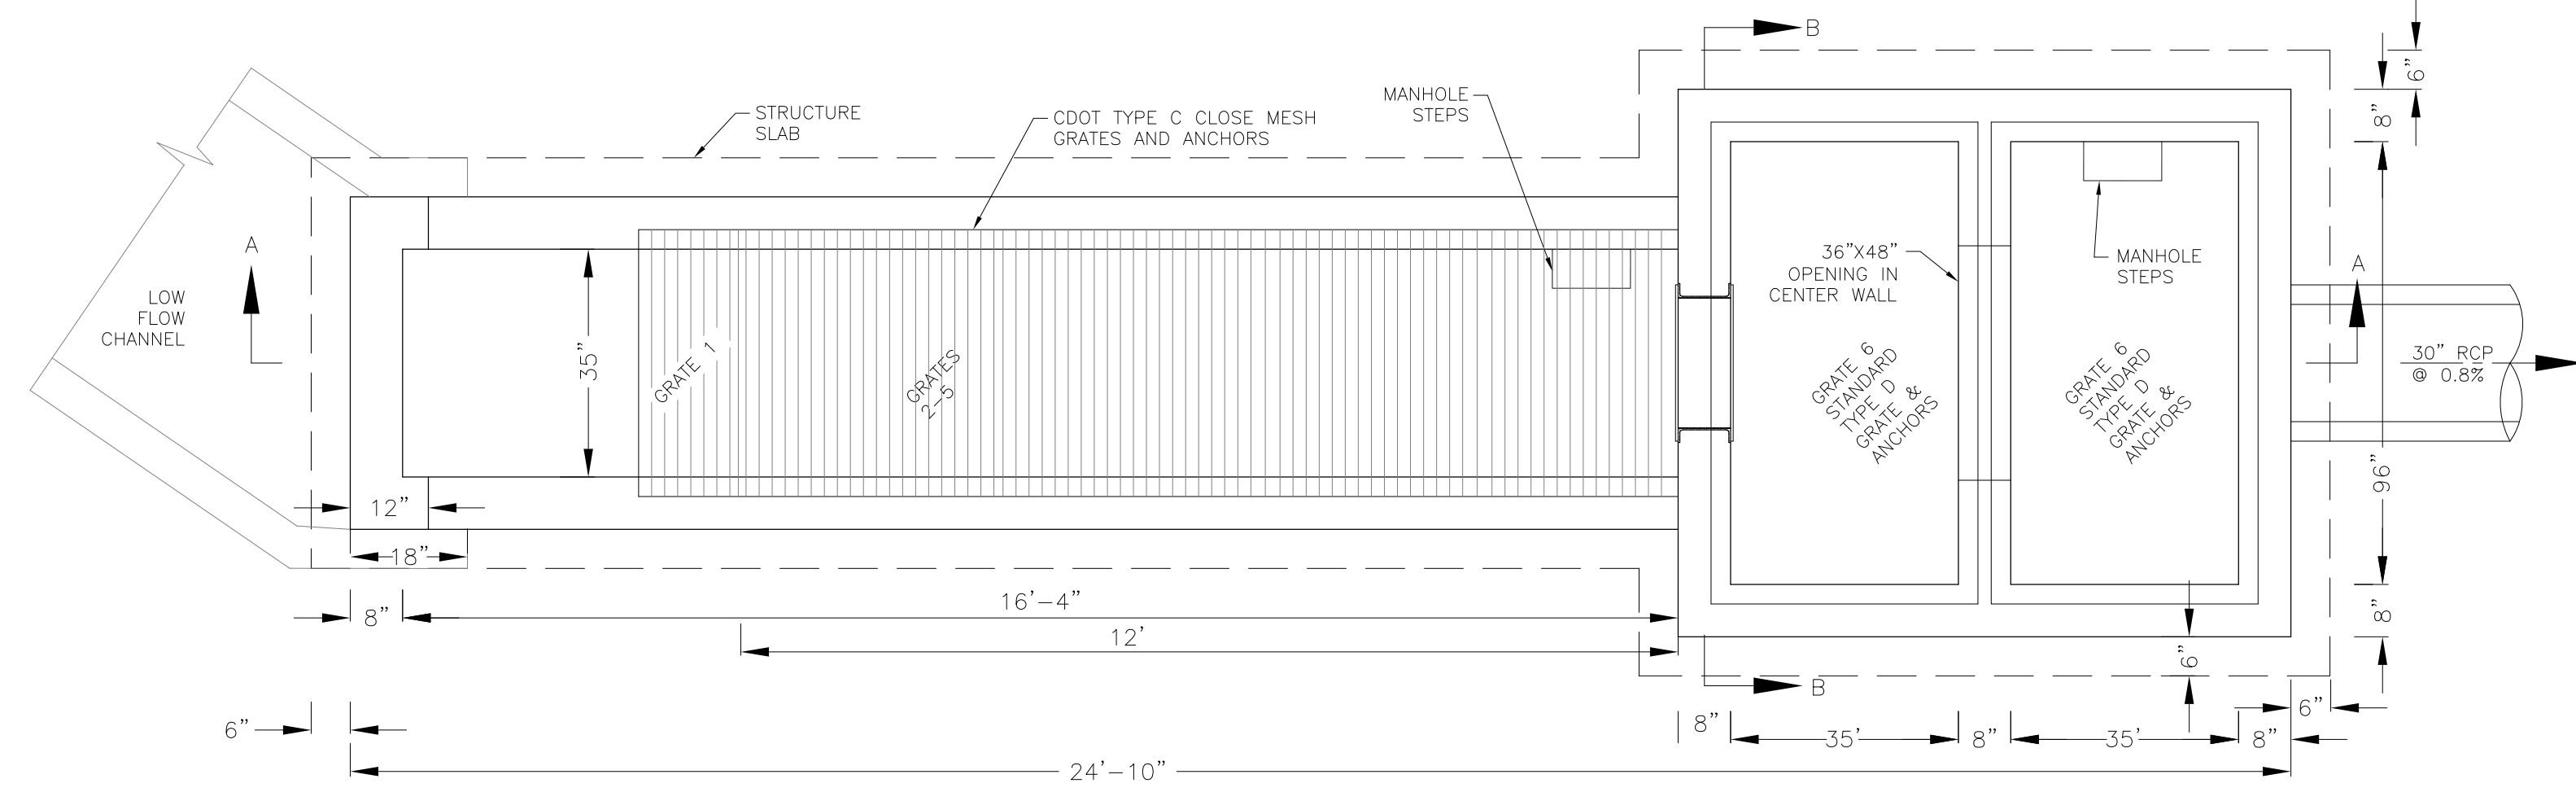 B
6”
STRUCTURE
SLAB
CDOT TYPE C CLOSE MESH
GRATES AND ANCHORS
MANHOLE
STEPS
8”
A
LOW
FLOW
CHANNEL
36”X48”
OPENING IN
CENTER WALL
MANHOLE
STEPS
A
35”
GRATE 1
GRATES
2–5
GRATE 6
STANDARD
TYPE D
GRATE &
ANCHORS
GRATE 6
STANDARD
TYPE D
GRATE &
ANCHORS
30” RCP
@ 0.8%
96”
12”
18”
8”
16’–4”
12’
8”
6”
B
6”
8”
35’
8”
35’
8”
6”
24’–10”